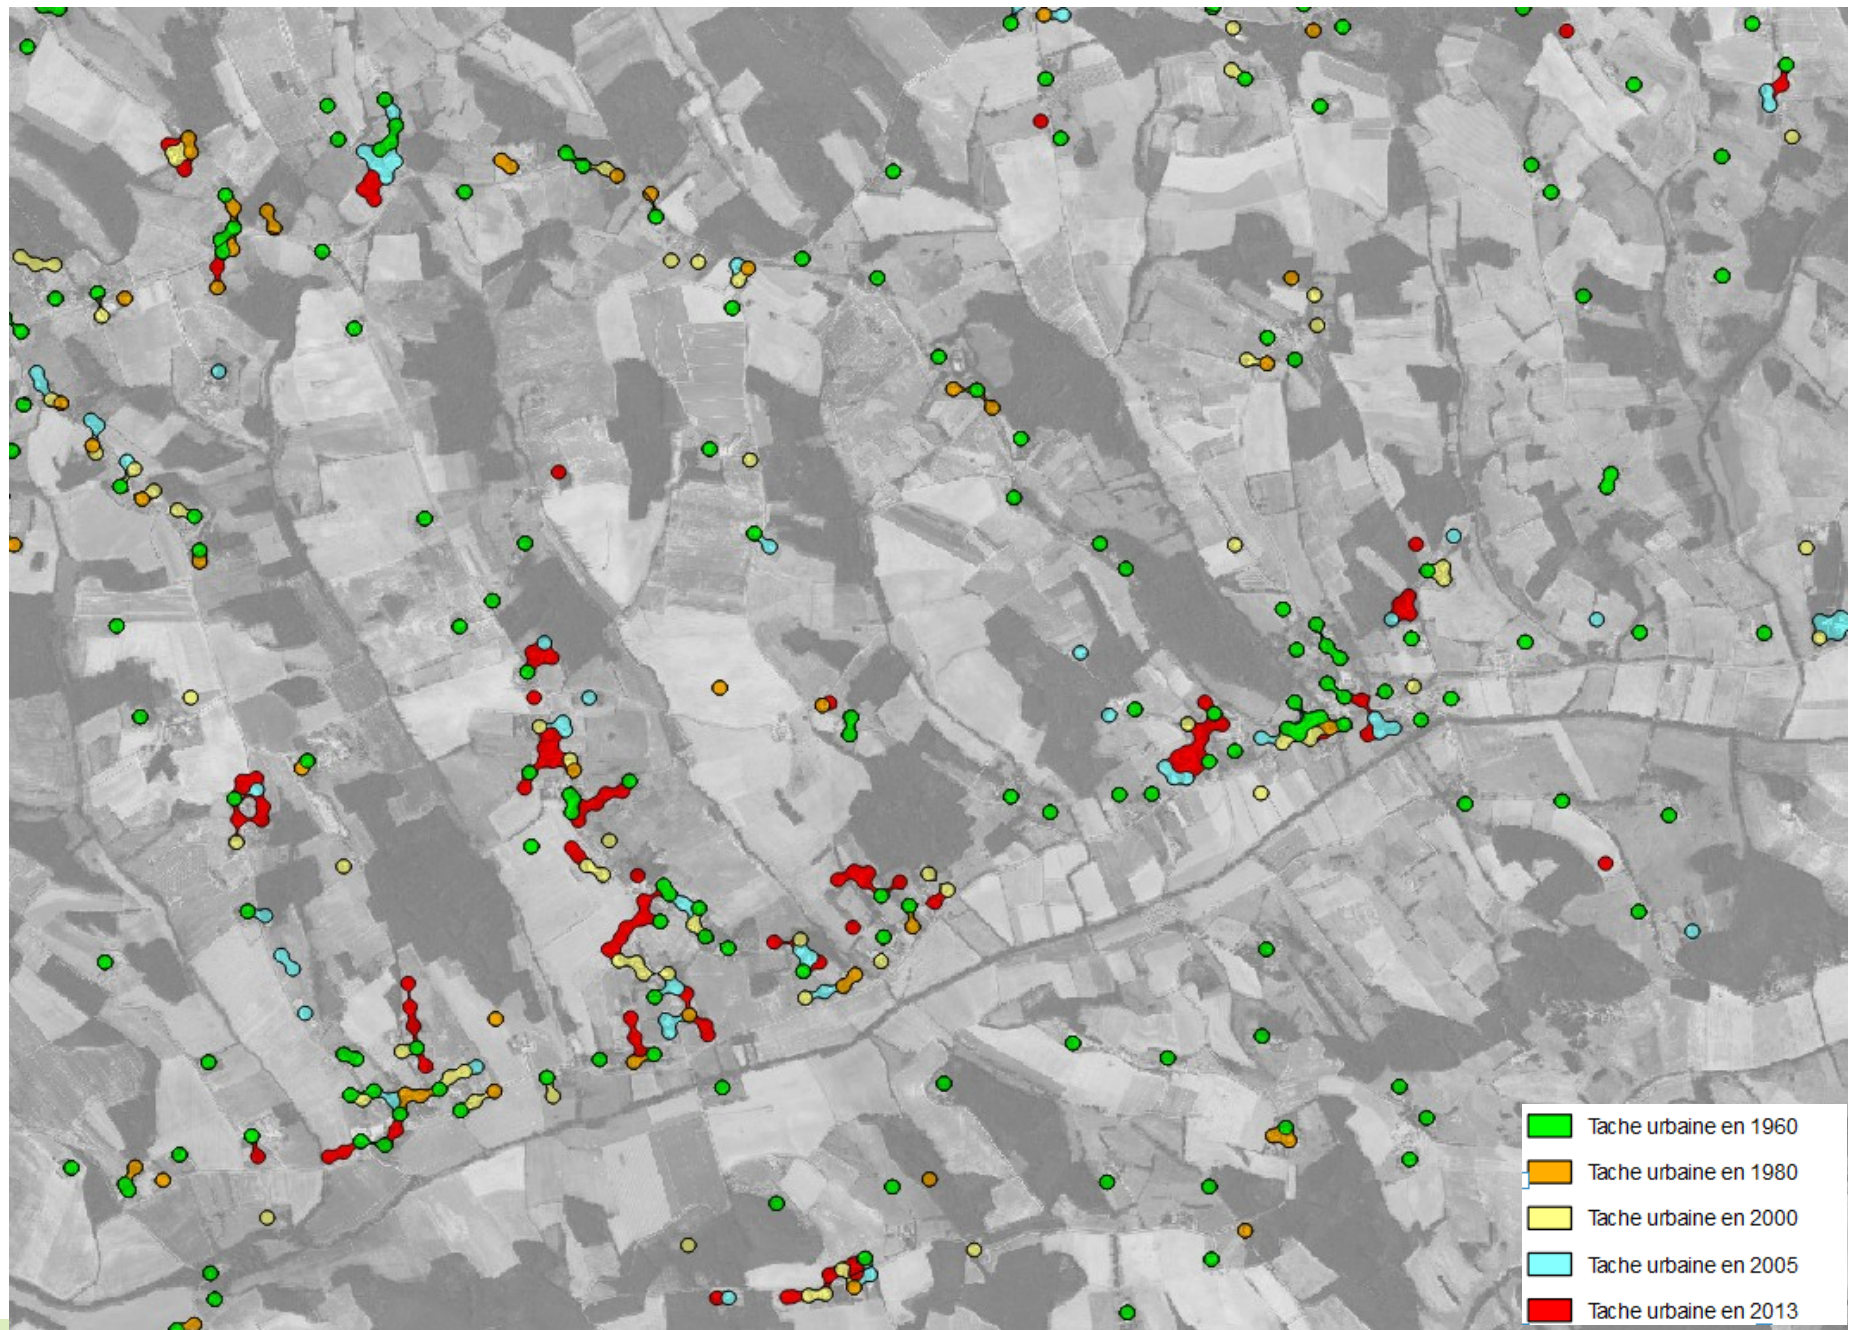 Tache urbaine en 1960
Tache urbaine en 1980
Tache urbaine en 2000
Tache urbaine en 2005
Tache urbaine en 2013